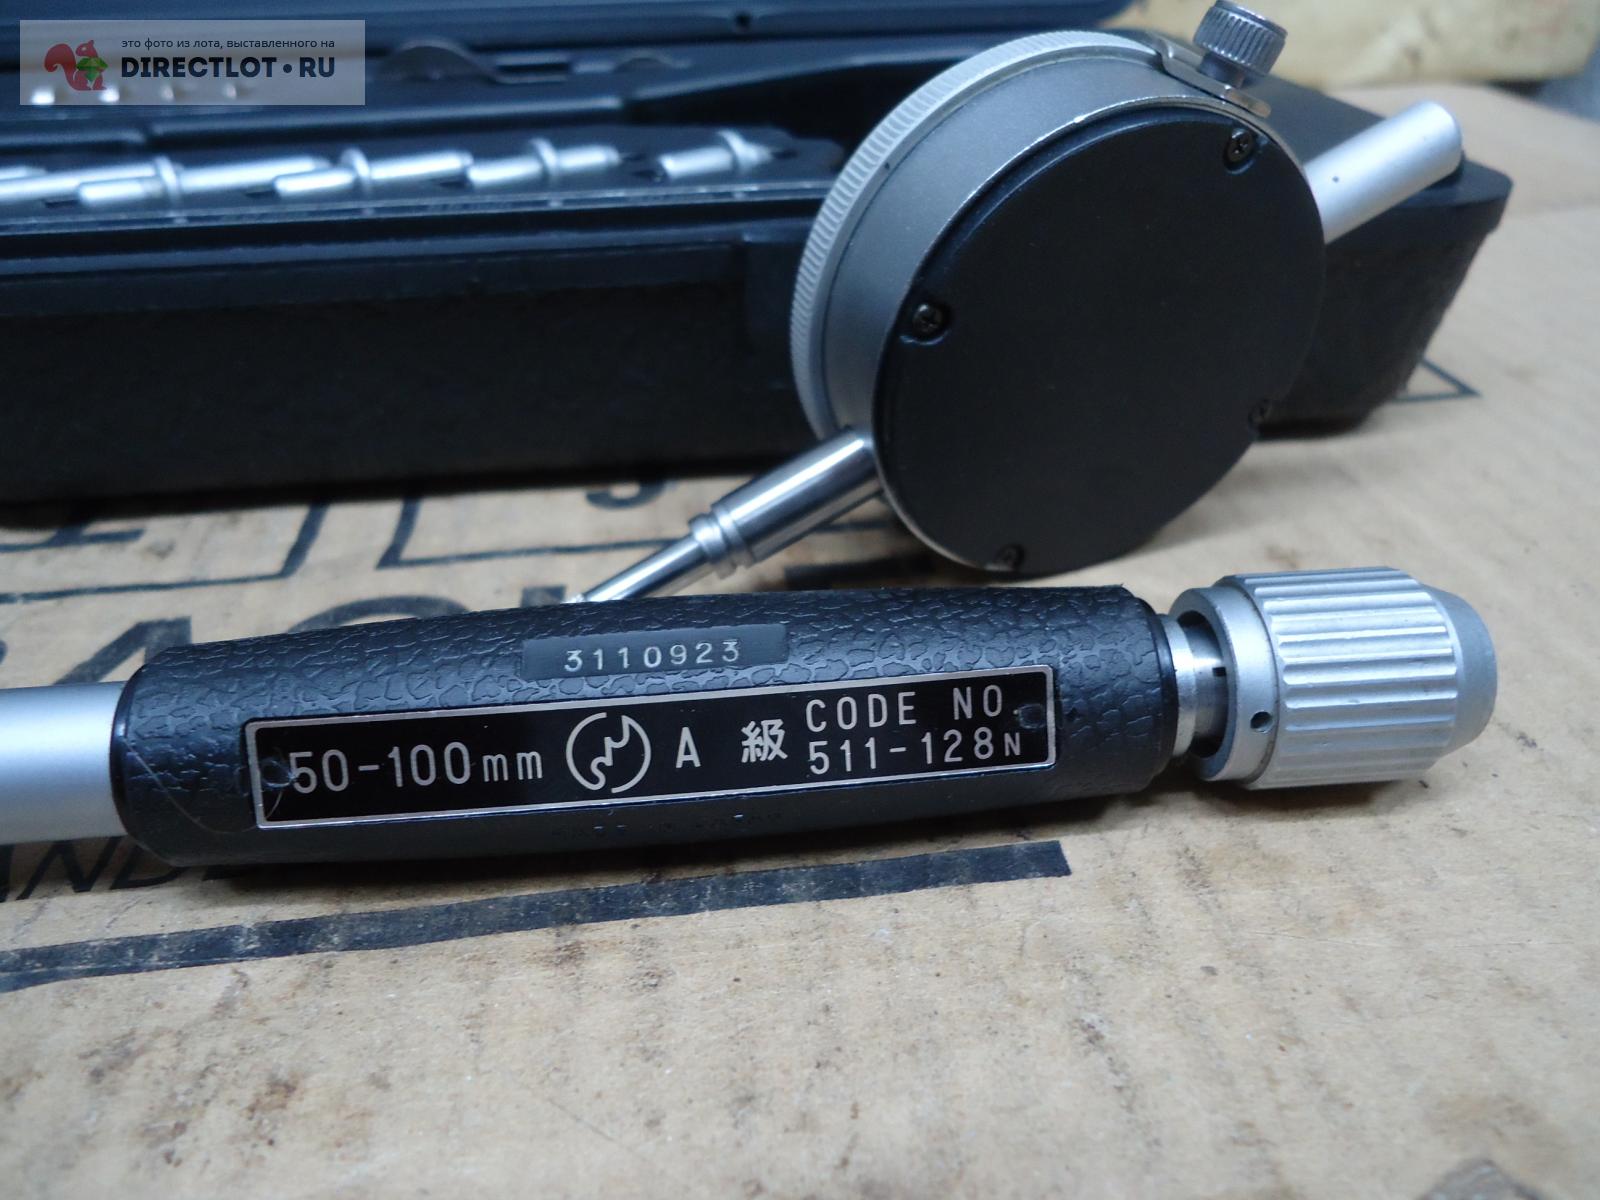 это фото из лота, выставленного на
DIRECTLOT•RU
3110923
50-100mm A 級 CODE NO.
511-128N